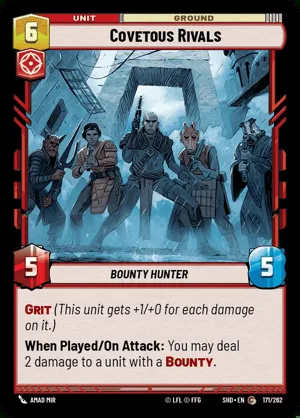 UNIT GROUND
6 COVETOUS RIVALS
5 BOUNTY HUNTER 5
GRIT (This unit gets +1/+0 for each damage
on it.)
When Played/On Attack: You may deal
2 damage to a unit with a BOUNTY.
AMAD MIR © LFL © FFG SHD•EN C 171/262